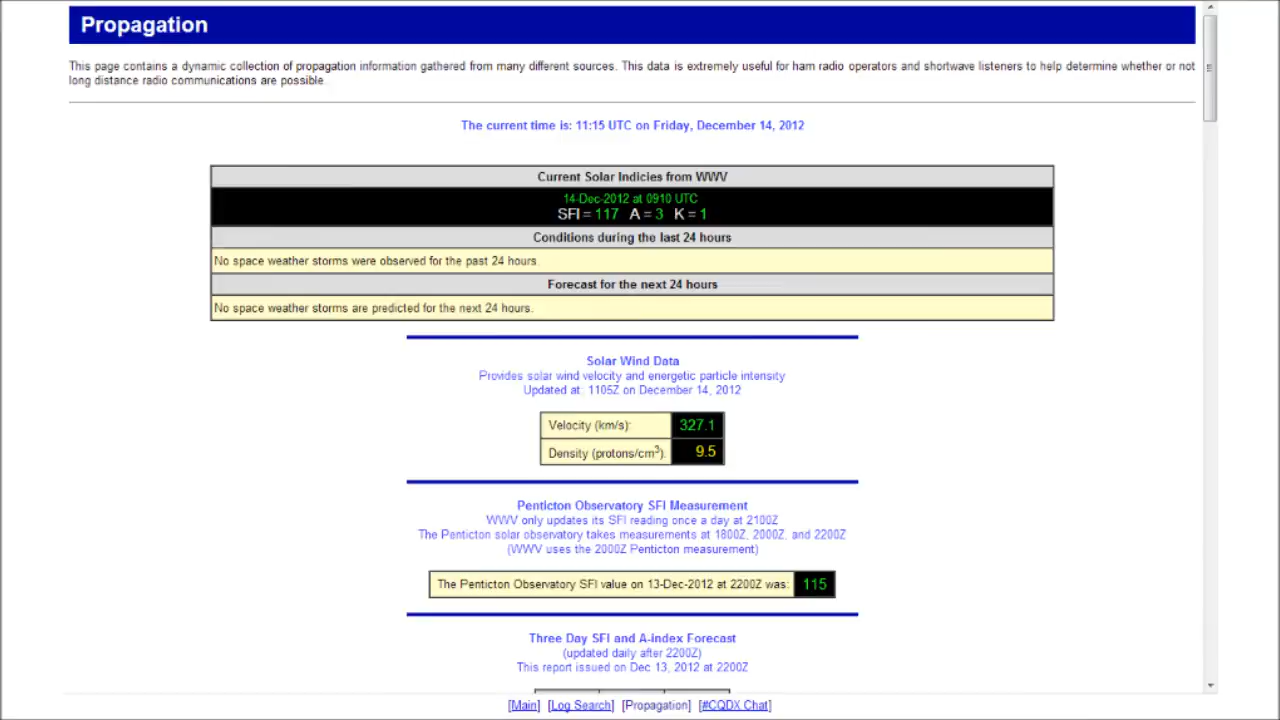 Propagation
This page contains a dynamic collection of propagation information gathered from many different sources. This data is extremely useful for ham radio operators and shortwave listeners to help determine whether or not
long distance radio communications are possible.
The current time is: 11:15 UTC on Friday, December 14, 2012
Current Solar Indicies from WWV
14-Dec-2012 at 0910 UTC
SFI = 117 A = 3 K = 1
Conditions during the last 24 hours
No space weather storms were observed for the past 24 hours.
Forecast for the next 24 hours
No space weather storms are predicted for the next 24 hours.
Solar Wind Data
Provides solar wind velocity and energetic particle intensity
Updated at: 1105Z on December 14, 2012
Velocity (km/s): 327.1
Density (protons/cm³): 9.5
Penticton Observatory SFI Measurement
WWV only updates its SFI reading once a day at 2100Z
The Penticton solar observatory takes measurements at 1800Z, 2000Z, and 2200Z
(WWV uses the 2000Z Penticton measurement)
The Penticton Observatory SFI value on 13-Dec-2012 at 2200Z was: 115
Three Day SFI and A-index Forecast
(updated daily after 2200Z)
This report issued on Dec 13, 2012 at 2200Z
[Main] [Log Search] [Propagation] [#CQDX Chat]